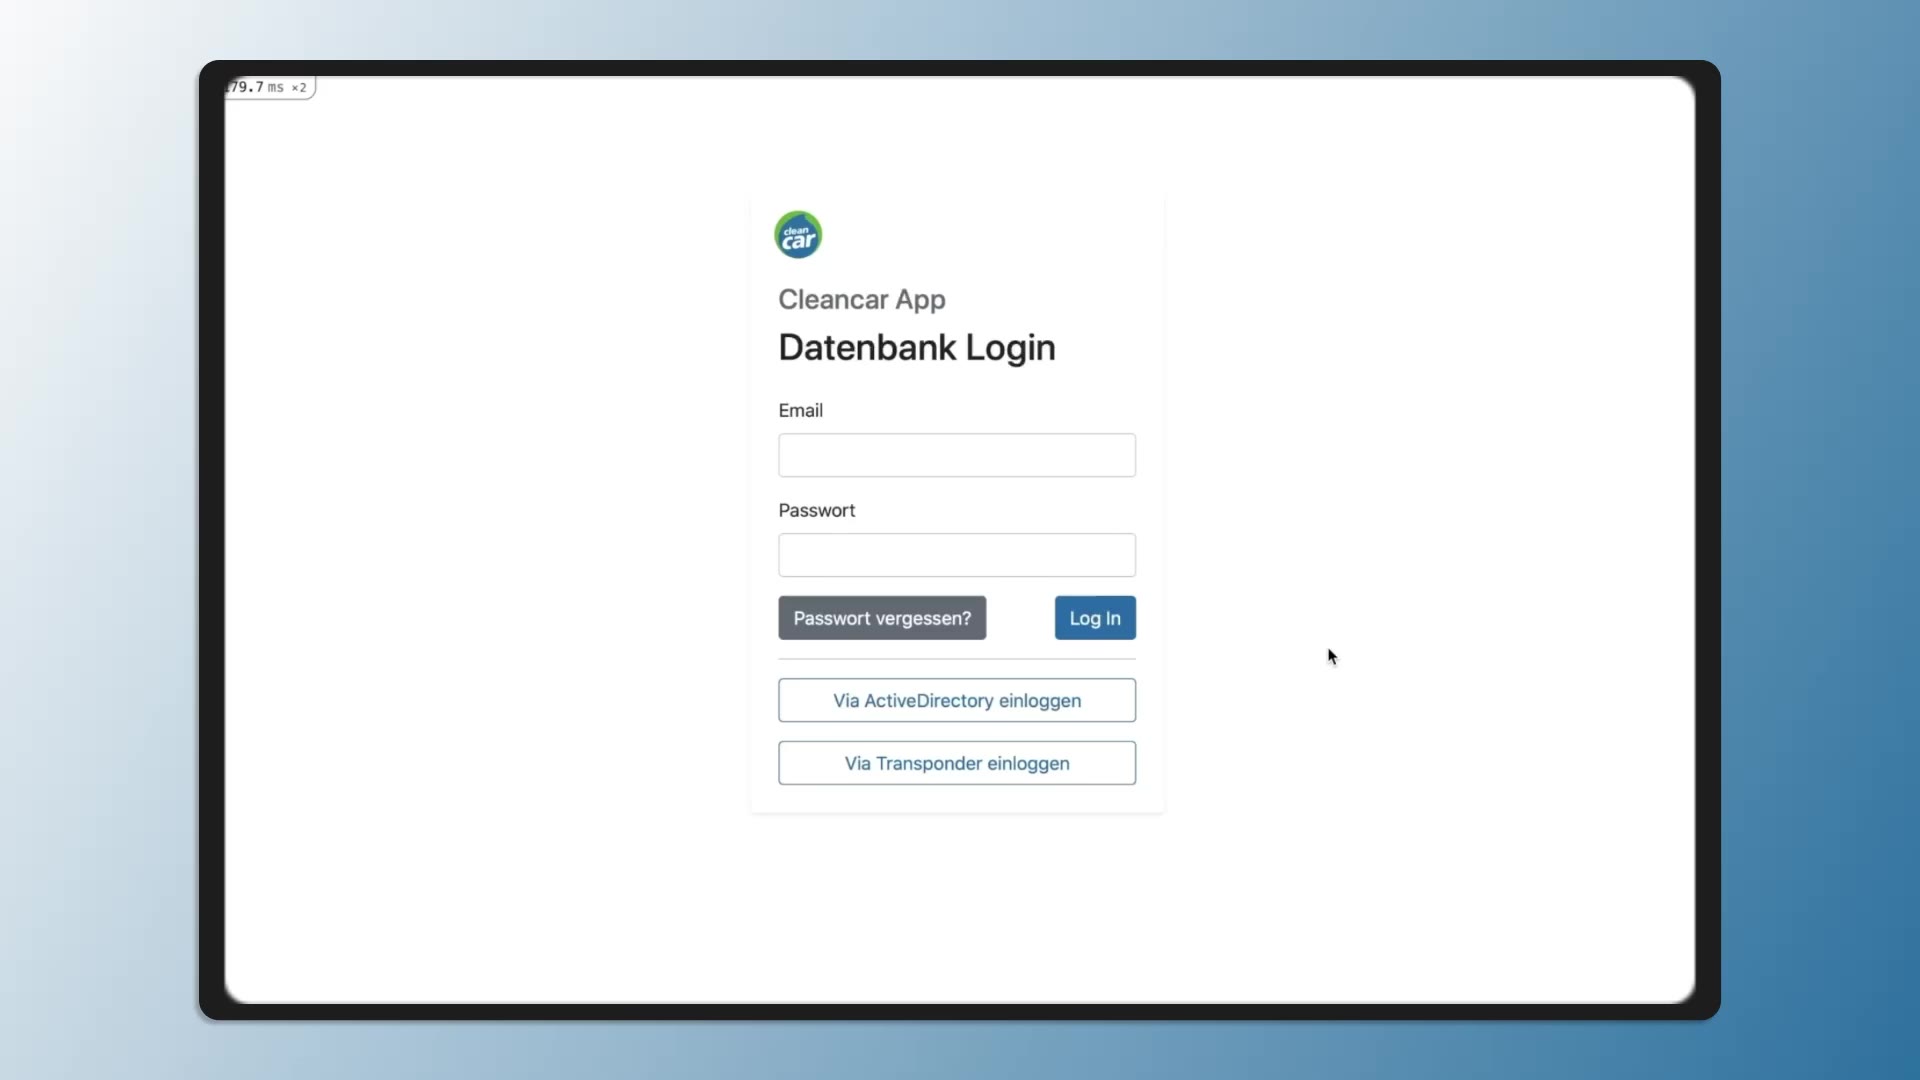 79.7 ms ×2
clean
car
Cleancar App
Datenbank Login
Email
Passwort
Passwort vergessen?
Log In
Via ActiveDirectory einloggen
Via Transponder einloggen